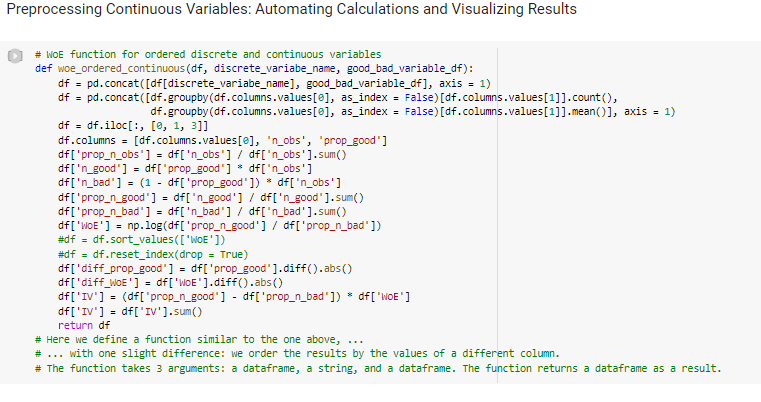 Preprocessing Continuous Variables: Automating Calculations and Visualizing Results
# WoE function for ordered discrete and continuous variables
def woe_ordered_continuous(df, discrete_variabe_name, good_bad_variable_df):
    df = pd.concat([df[discrete_variabe_name], good_bad_variable_df], axis = 1)
    df = pd.concat([df.groupby(df.columns.values[0], as_index = False)[df.columns.values[1]].count(),
                    df.groupby(df.columns.values[0], as_index = False)[df.columns.values[1]].mean()], axis = 1)
    df = df.iloc[:, [0, 1, 3]]
    df.columns = [df.columns.values[0], 'n_obs', 'prop_good']
    df['prop_n_obs'] = df['n_obs'] / df['n_obs'].sum()
    df['n_good'] = df['prop_good'] * df['n_obs']
    df['n_bad'] = (1 - df['prop_good']) * df['n_obs']
    df['prop_n_good'] = df['n_good'] / df['n_good'].sum()
    df['prop_n_bad'] = df['n_bad'] / df['n_bad'].sum()
    df['WoE'] = np.log(df['prop_n_good'] / df['prop_n_bad'])
    #df = df.sort_values(['WoE'])
    #df = df.reset_index(drop = True)
    df['diff_prop_good'] = df['prop_good'].diff().abs()
    df['diff_WoE'] = df['WoE'].diff().abs()
    df['IV'] = (df['prop_n_good'] - df['prop_n_bad']) * df['WoE']
    df['IV'] = df['IV'].sum()
    return df
# Here we define a function similar to the one above, ...
# ... with one slight difference: we order the results by the values of a different column.
# The function takes 3 arguments: a dataframe, a string, and a dataframe. The function returns a dataframe as a result.